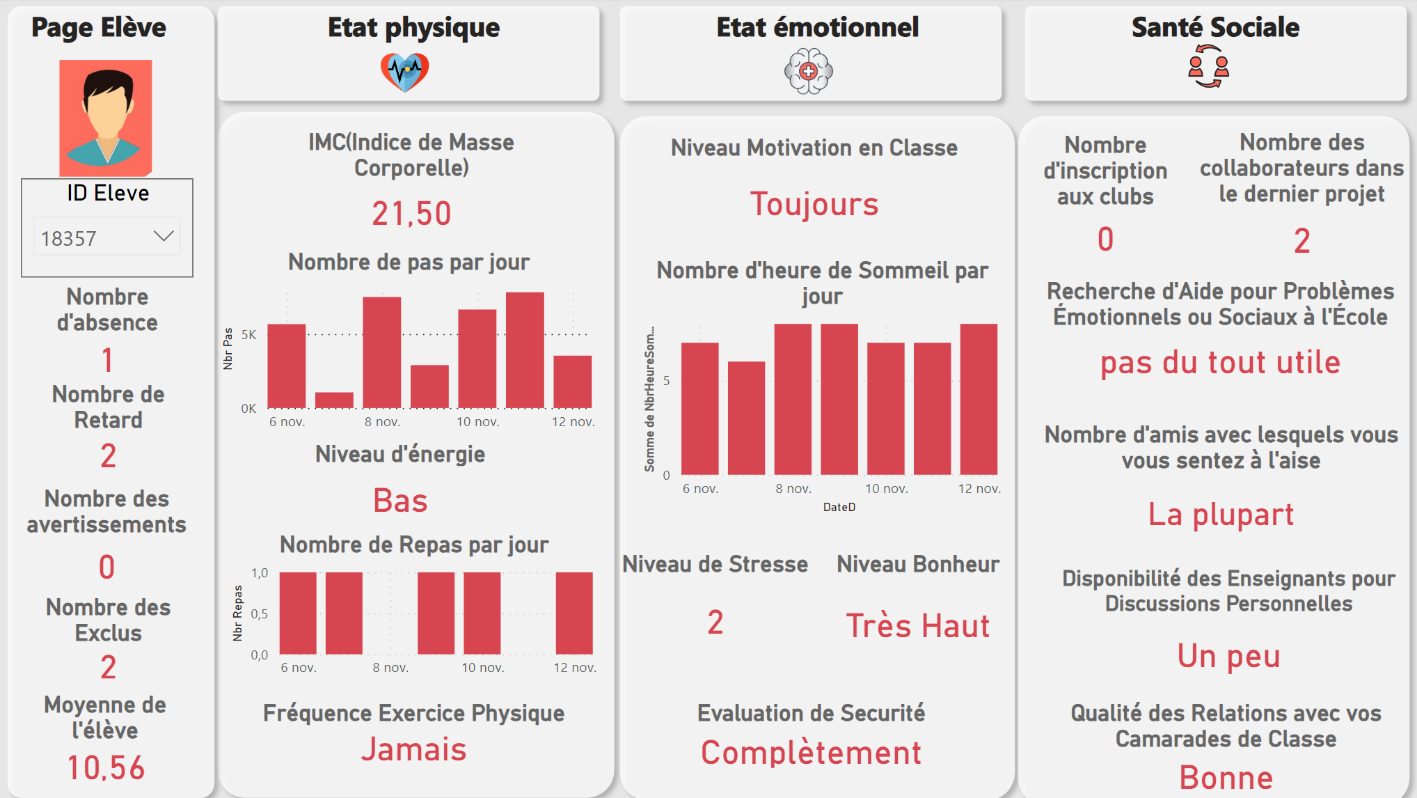 Page Elève
ID Eleve
18357
Nombre
d'absence
1
Nombre de
Retard
2
Nombre des
avertissements
0
Nombre des
Exclus
2
Moyenne de
l'élève
10,56
Etat physique
IMC(Indice de Masse
Corporelle)
21,50
Nombre de pas par jour
Nbr Pas
5K
0K
6 nov.
8 nov.
10 nov.
12 nov.
Niveau d'énergie
Bas
Nombre de Repas par jour
Nbr Repas
1,0
0,5
0,0
6 nov.
8 nov.
10 nov.
12 nov.
Fréquence Exercice Physique
Jamais
Etat émotionnel
Niveau Motivation en Classe
Toujours
Nombre d'heure de Sommeil par
jour
Somme de NbrHeureSom...
5
0
6 nov.
8 nov.
10 nov.
12 nov.
DateD
Niveau de Stresse
2
Niveau Bonheur
Très Haut
Evaluation de Securité
Complètement
Santé Sociale
Nombre
d'inscription
aux clubs
0
Nombre des
collaborateurs dans
le dernier projet
2
Recherche d'Aide pour Problèmes
Émotionnels ou Sociaux à l'École
pas du tout utile
Nombre d'amis avec lesquels vous
vous sentez à l'aise
La plupart
Disponibilité des Enseignants pour
Discussions Personnelles
Un peu
Qualité des Relations avec vos
Camarades de Classe
Bonne